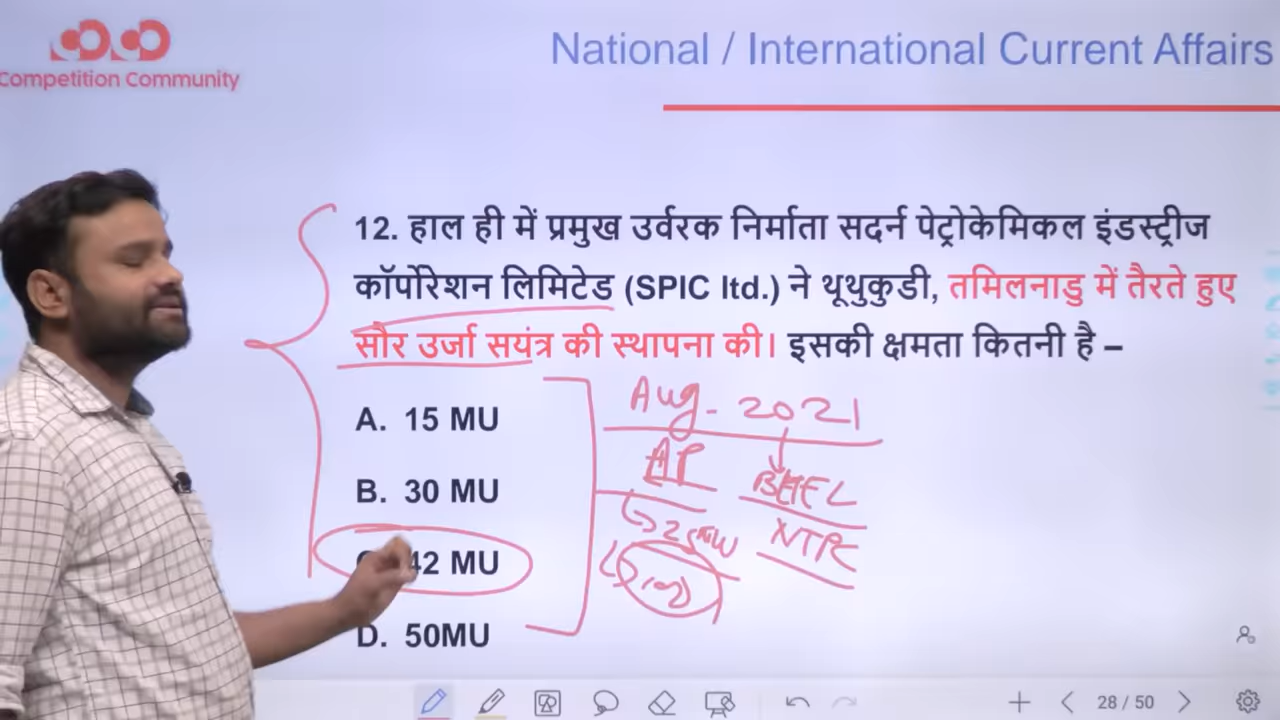 Competition Community
National / International Current Affairs
12. हाल ही में प्रमुख उर्वरक निर्माता सदर्न पेट्रोकेमिकल इंडस्ट्रीज
कॉर्पोरेशन लिमिटेड (SPIC ltd.) ने थूथुकुडी, तमिलनाडु में तैरते हुए
सौर उर्जा सयंत्र की स्थापना की। इसकी क्षमता कितनी है –
A. 15 MU
B. 30 MU
42 MU
D. 50MU
Aug - 2021
AP
BHEL
25MW
NTPC
28 / 50